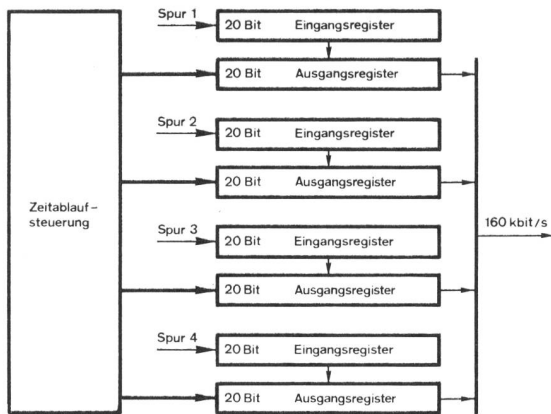 Spur 1
20 Bit Eingangsregister
20 Bit Ausgangsregister
Spur 2
20 Bit Eingangsregister
20 Bit Ausgangsregister
Zeitablauf-
steuerung
160 kbit/s
Spur 3
20 Bit Eingangsregister
20 Bit Ausgangsregister
Spur 4
20 Bit Eingangsregister
20 Bit Ausgangsregister